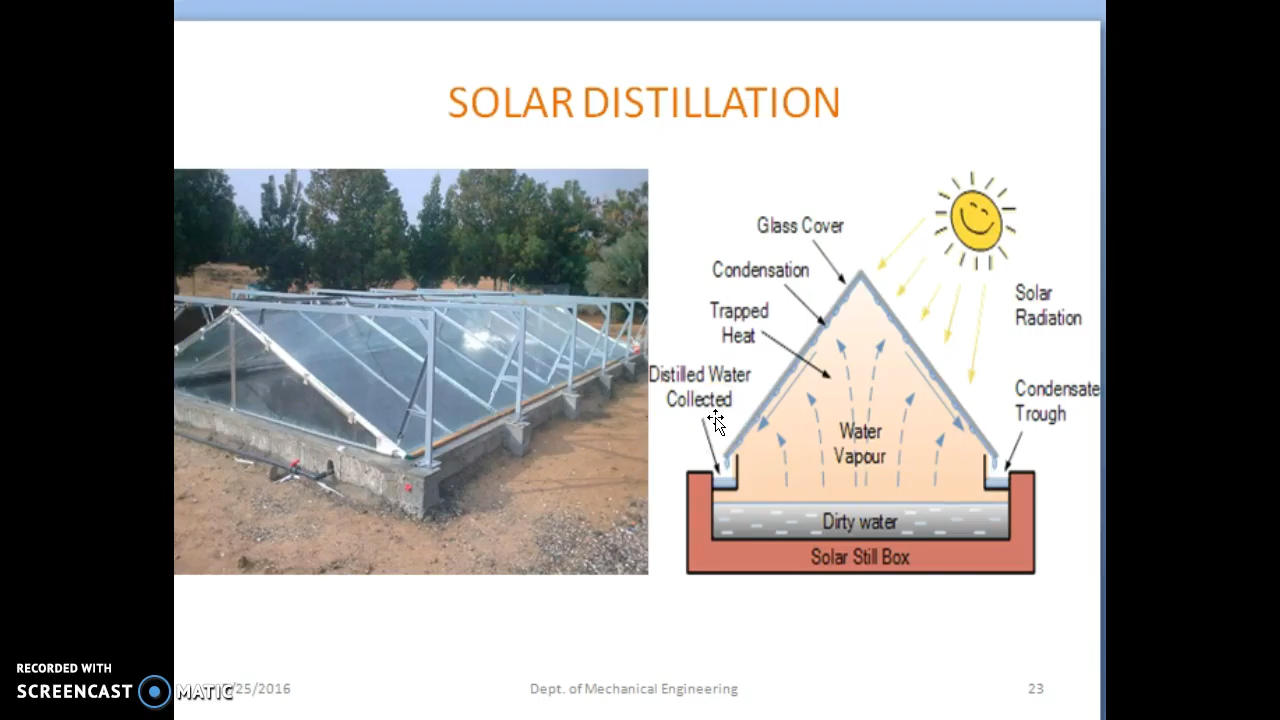 SOLAR DISTILLATION
Glass Cover
Condensation
Trapped
Heat
Distilled Water
Collected
Solar
Radiation
Condensate
Trough
Water
Vapour
Dirty water
Solar Still Box
RECORDED WITH
SCREENCAST MATIC
/25/2016
Dept. of Mechanical Engineering
23